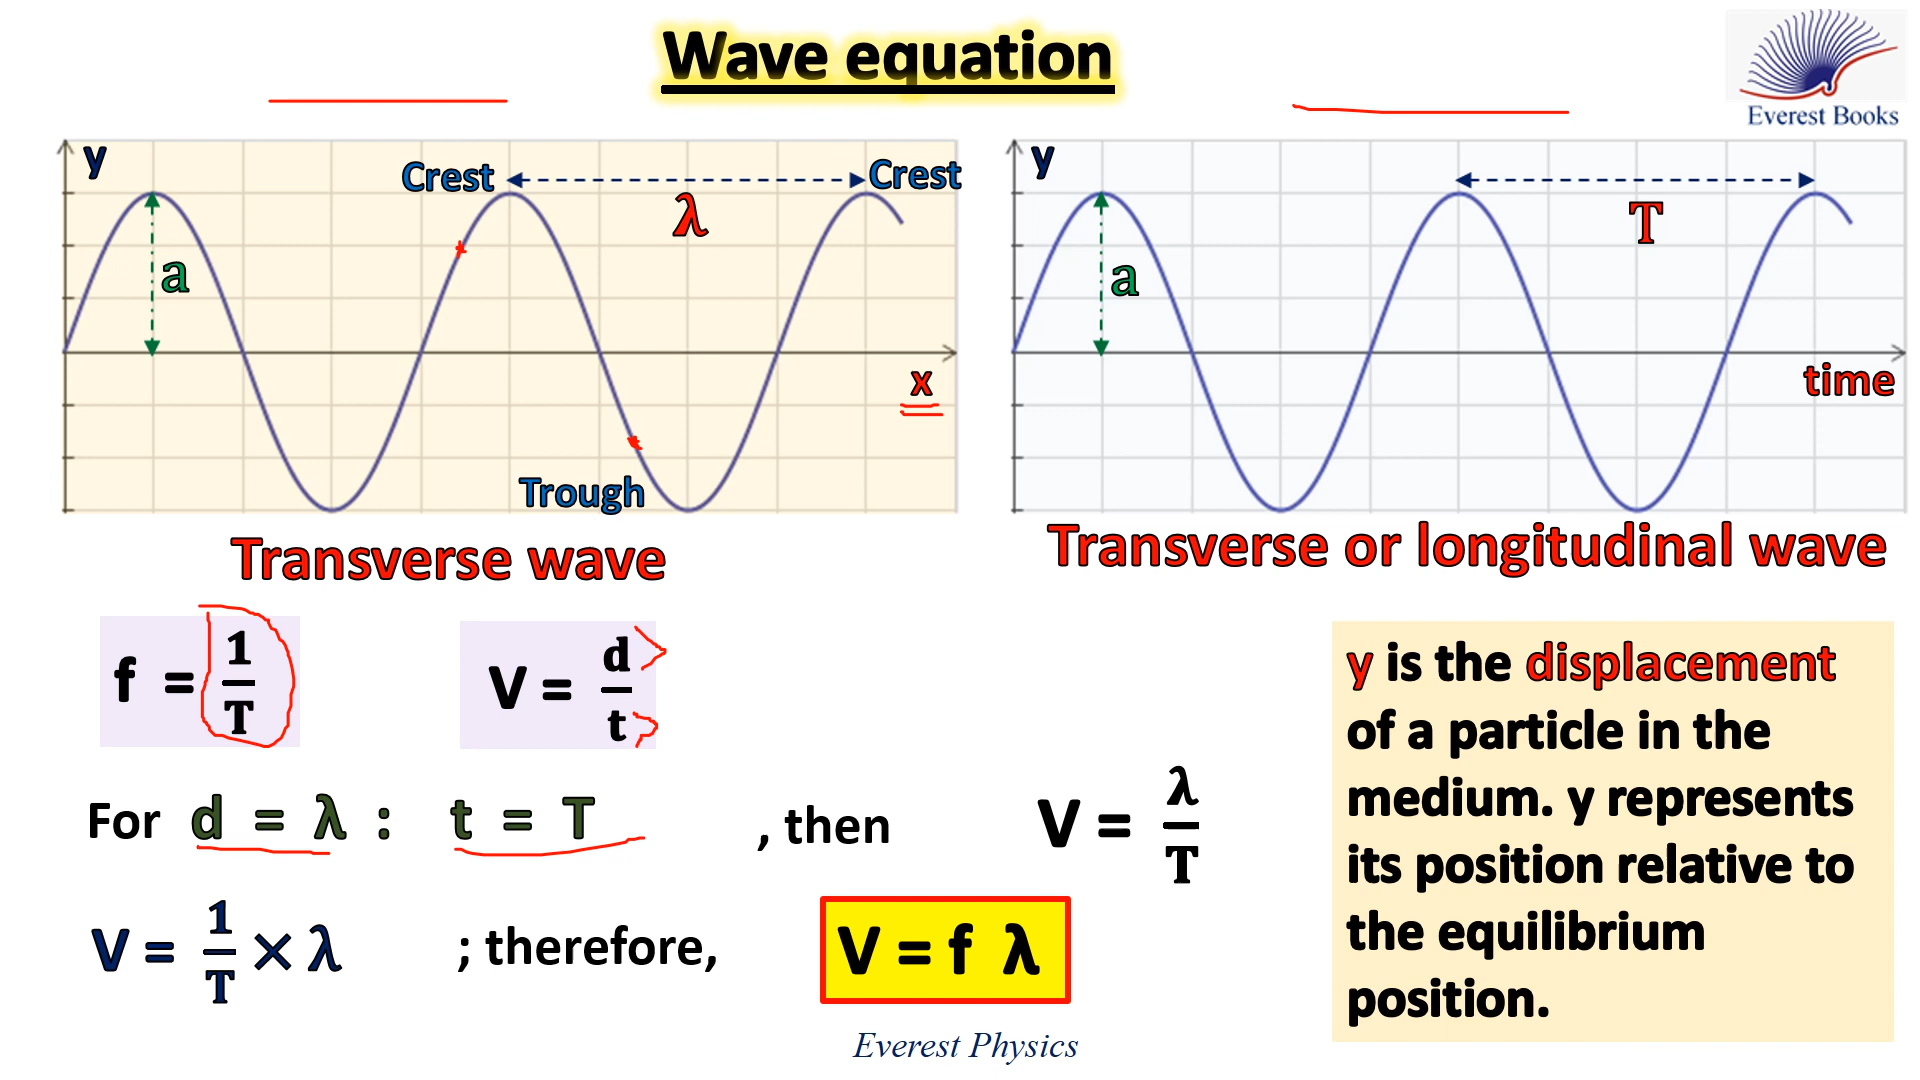 Wave equation
Everest Books
y
Crest
Crest
λ
a
x
Trough
y
T
a
time
Transverse wave
Transverse or longitudinal wave
f = 1/T
V = d/t
For d = λ : t = T , then V = λ/T
V = 1/T × λ ; therefore, V = f λ
y is the displacement
of a particle in the
medium. y represents
its position relative to
the equilibrium
position.
Everest Physics